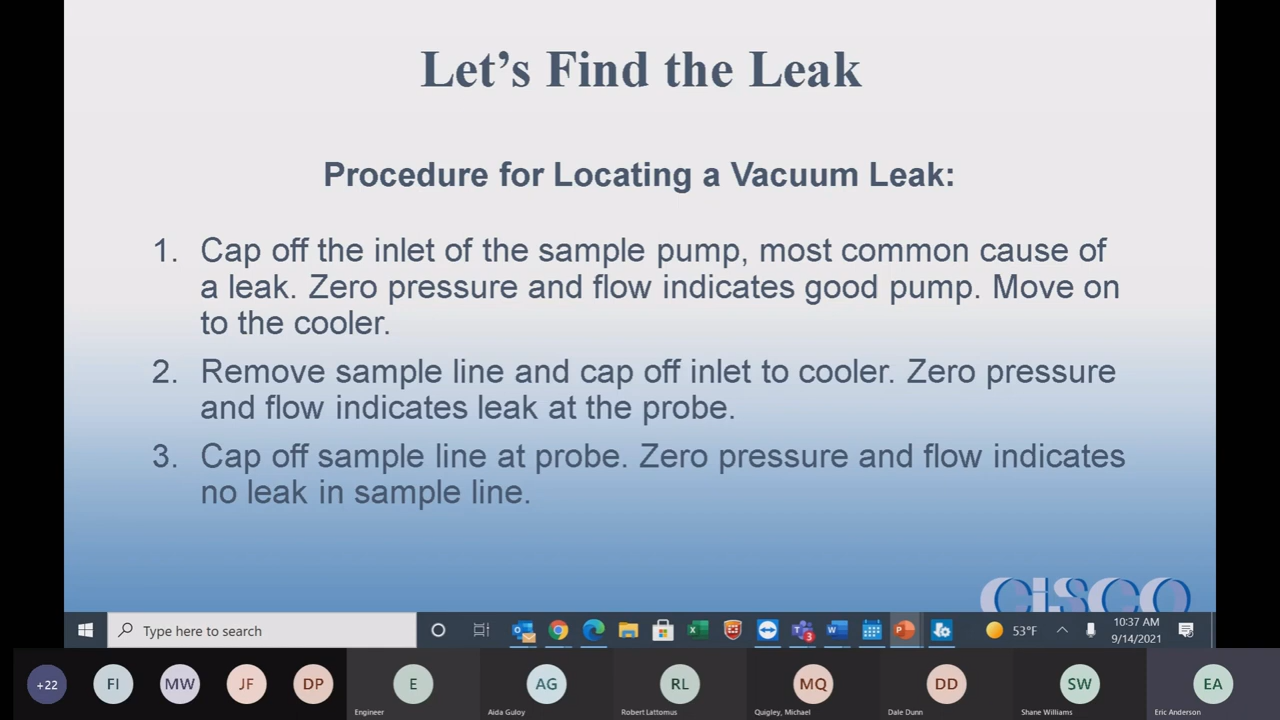 Let's Find the Leak
Procedure for Locating a Vacuum Leak:
1. Cap off the inlet of the sample pump, most common cause of
a leak. Zero pressure and flow indicates good pump. Move on
to the cooler.
2. Remove sample line and cap off inlet to cooler. Zero pressure
and flow indicates leak at the probe.
3. Cap off sample line at probe. Zero pressure and flow indicates
no leak in sample line.
CiSCO
Type here to search
3
53°F
10:37 AM
9/14/2021
+22 FI MW JF DP E AG RL MQ DD SW EA
Engineer Aida Guloy Robert Lattomus Quigley, Michael Dale Dunn Shane Williams Eric Anderson